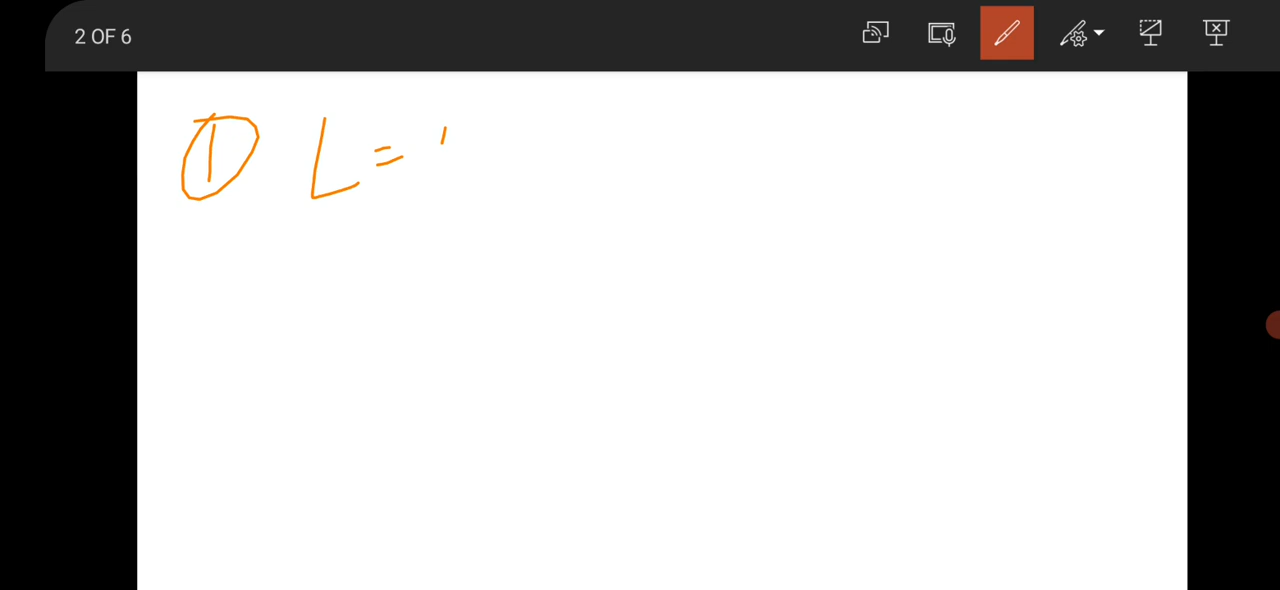 2 OF 6
① L = '